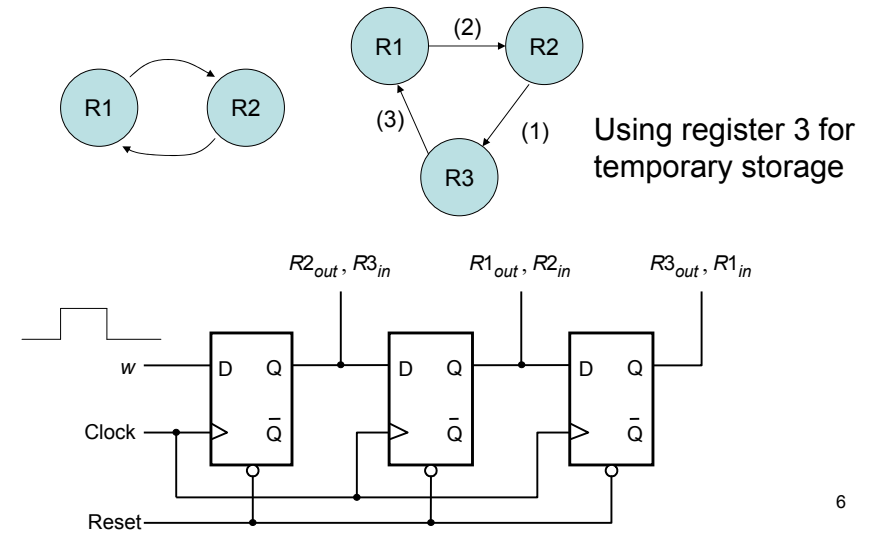 R1 R2
R1 (2) R2
(3) (1)
R3
Using register 3 for
temporary storage
R2out , R3in R1out , R2in R3out , R1in
w D Q D Q D Q
Clock Q̅ Q̅ Q̅
Reset
6